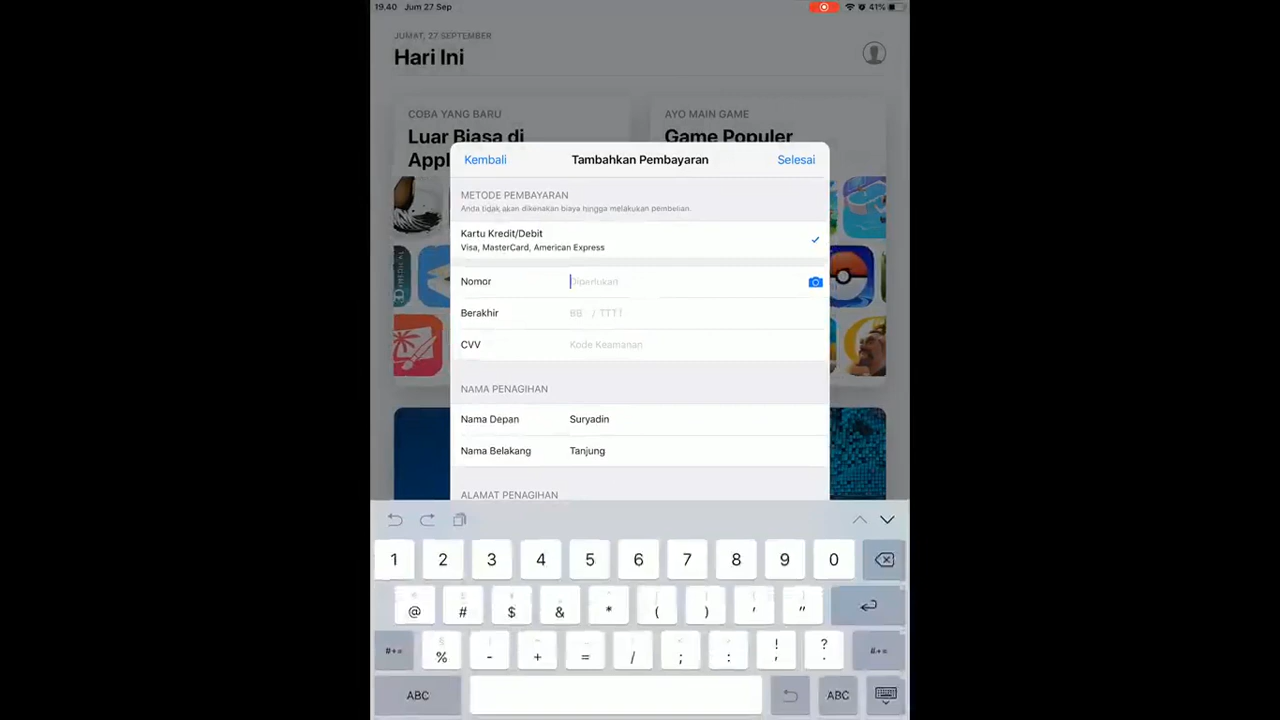 19.40 Jum 27 Sep
41%
JUMAT, 27 SEPTEMBER
Hari Ini
COBA YANG BARU
Luar Biasa di
Appl
AYO MAIN GAME
Game Populer
Kembali
Tambahkan Pembayaran
Selesai
METODE PEMBAYARAN
Anda tidak akan dikenakan biaya hingga melakukan pembelian.
Kartu Kredit/Debit
Visa, MasterCard, American Express
Nomor Diperlukan
Berakhir BB / TTTT
CVV Kode Keamanan
NAMA PENAGIHAN
Nama Depan Suryadin
Nama Belakang Tanjung
ALAMAT PENAGIHAN
1 2 3 4 5 6 7 8 9 0
@ # $ & * ( ) ' "
#+= % - + = / ; : ! , ? . #+=
ABC ABC